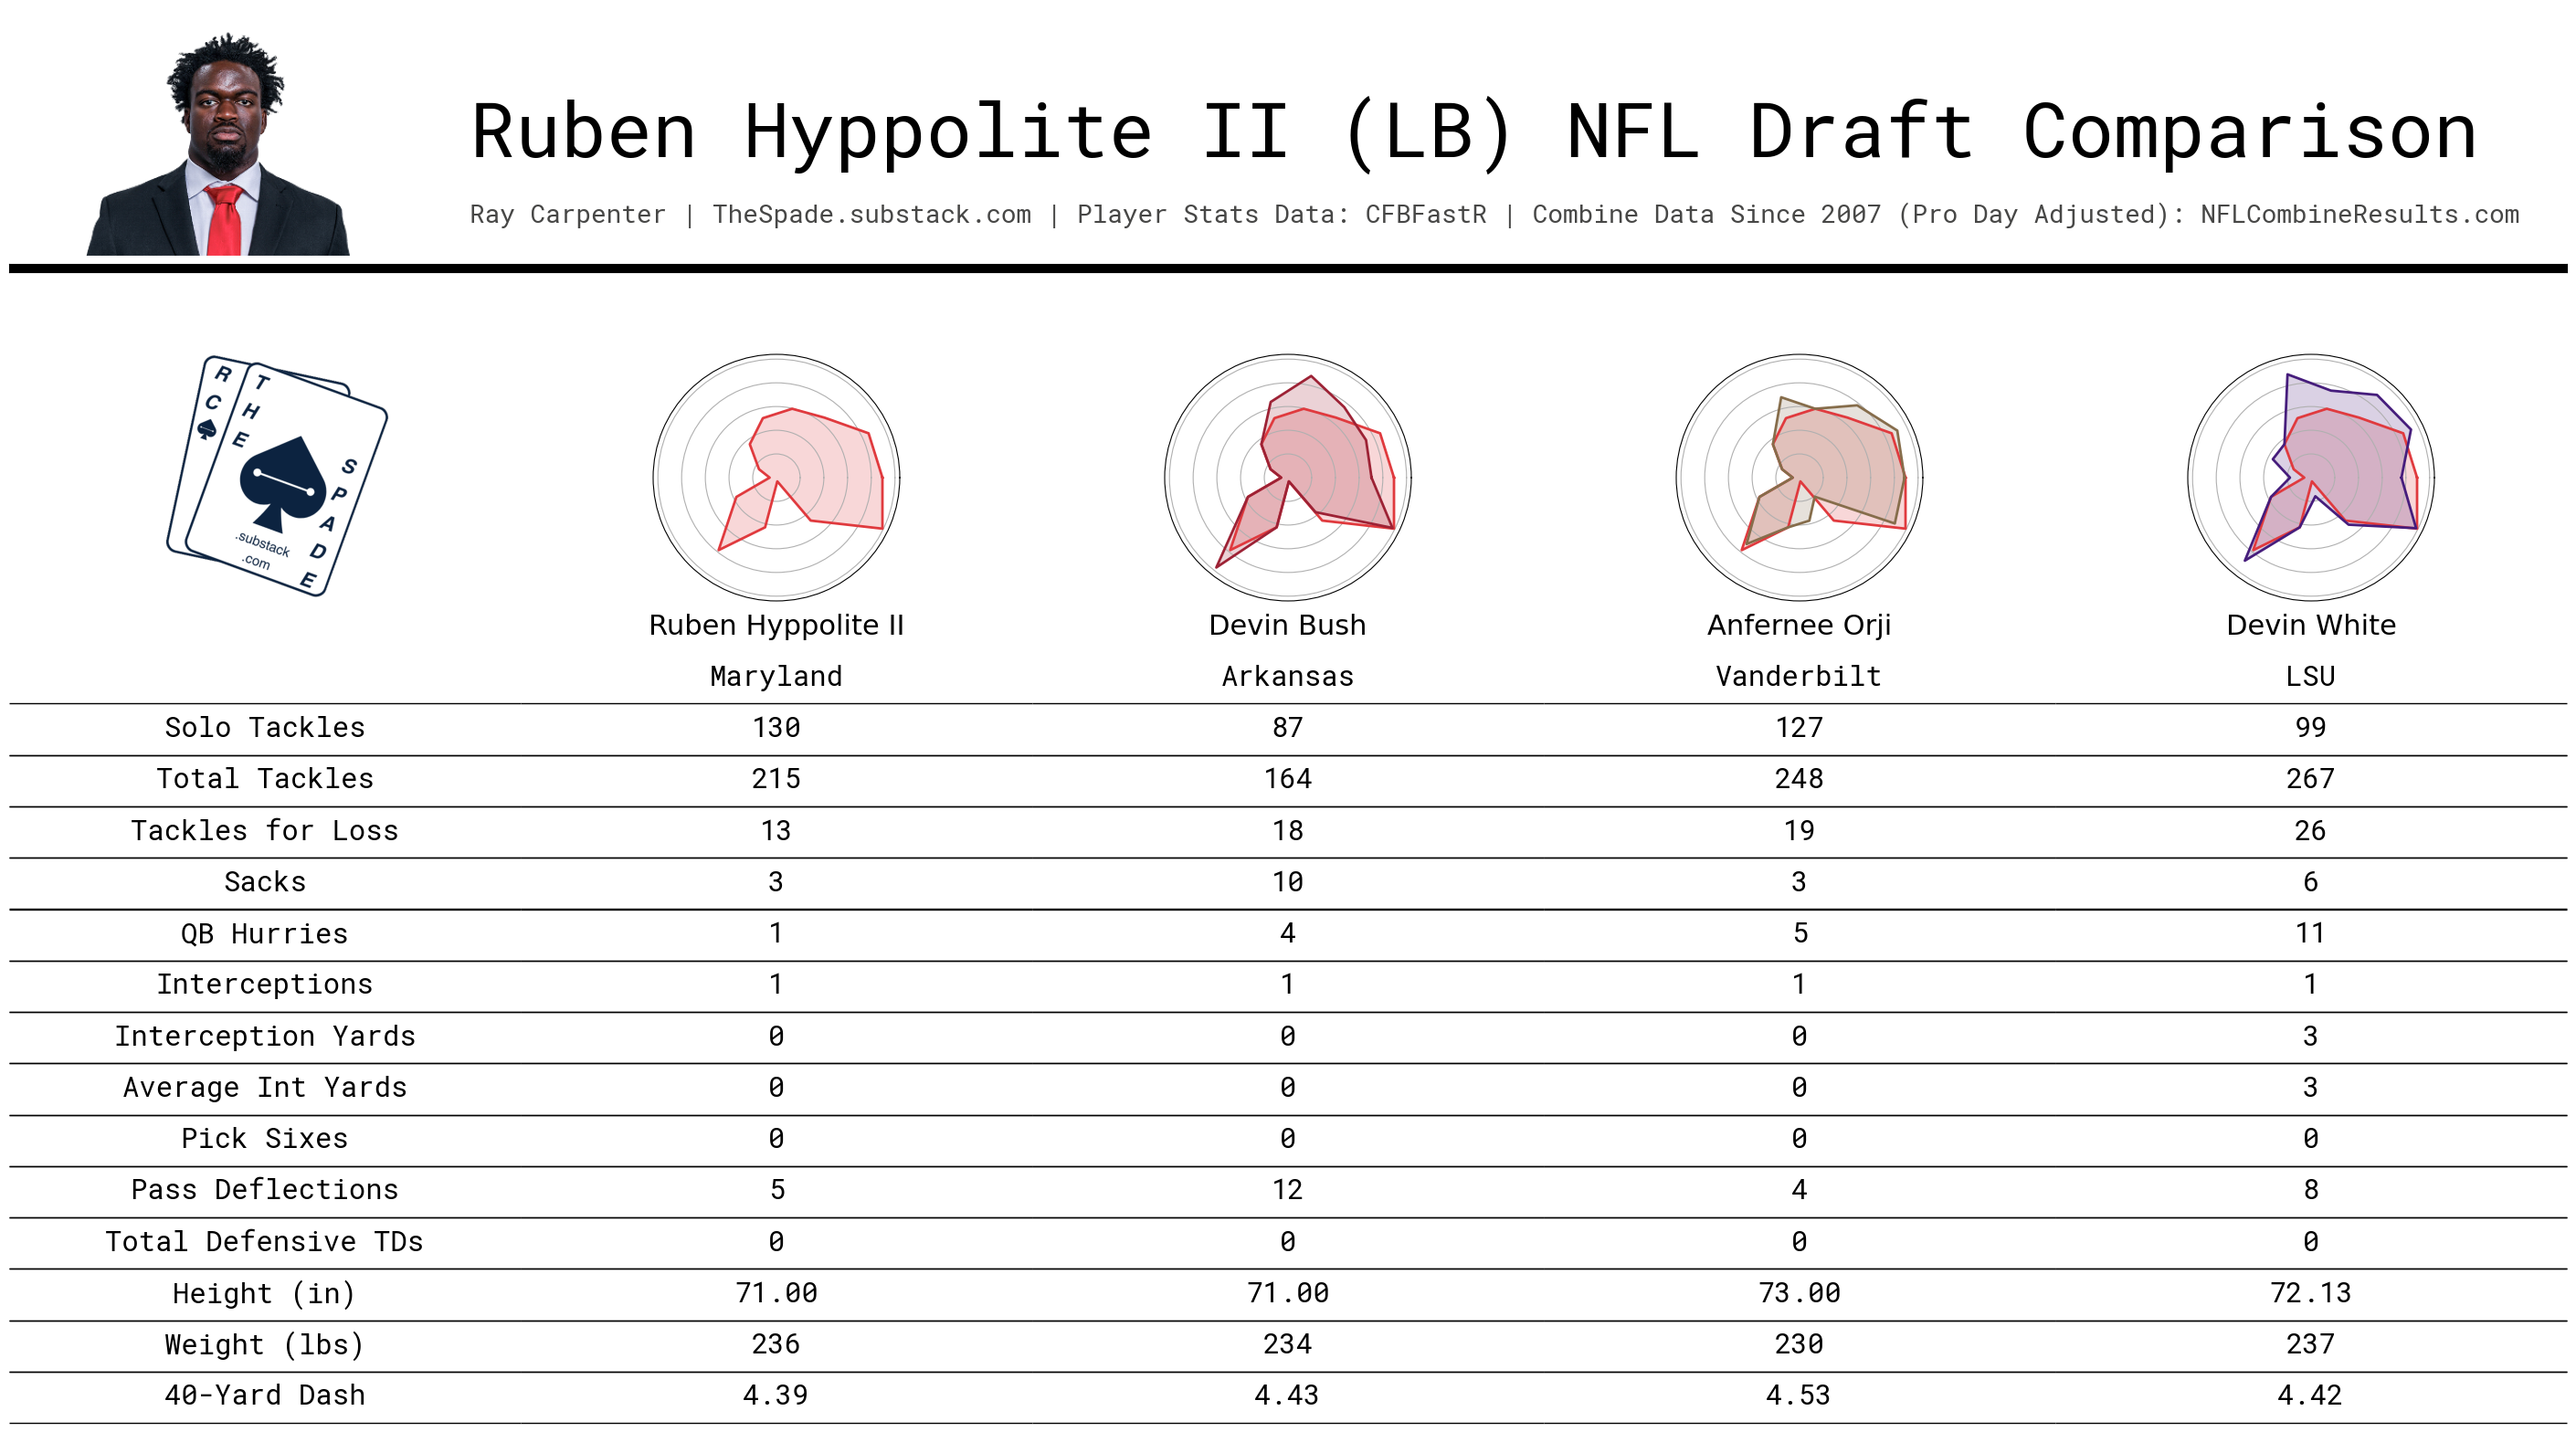 Ruben Hyppolite II (LB) NFL Draft Comparison
Ray Carpenter | TheSpade.substack.com | Player Stats Data: CFBFastR | Combine Data Since 2007 (Pro Day Adjusted): NFLCombineResults.com
RC
THE
SPADE
.substack
.com
Ruben Hyppolite II Devin Bush Anfernee Orji Devin White
Maryland Arkansas Vanderbilt LSU
Solo Tackles 130 87 127 99
Total Tackles 215 164 248 267
Tackles for Loss 13 18 19 26
Sacks 3 10 3 6
QB Hurries 1 4 5 11
Interceptions 1 1 1 1
Interception Yards 0 0 0 3
Average Int Yards 0 0 0 3
Pick Sixes 0 0 0 0
Pass Deflections 5 12 4 8
Total Defensive TDs 0 0 0 0
Height (in) 71.00 71.00 73.00 72.13
Weight (lbs) 236 234 230 237
40-Yard Dash 4.39 4.43 4.53 4.42